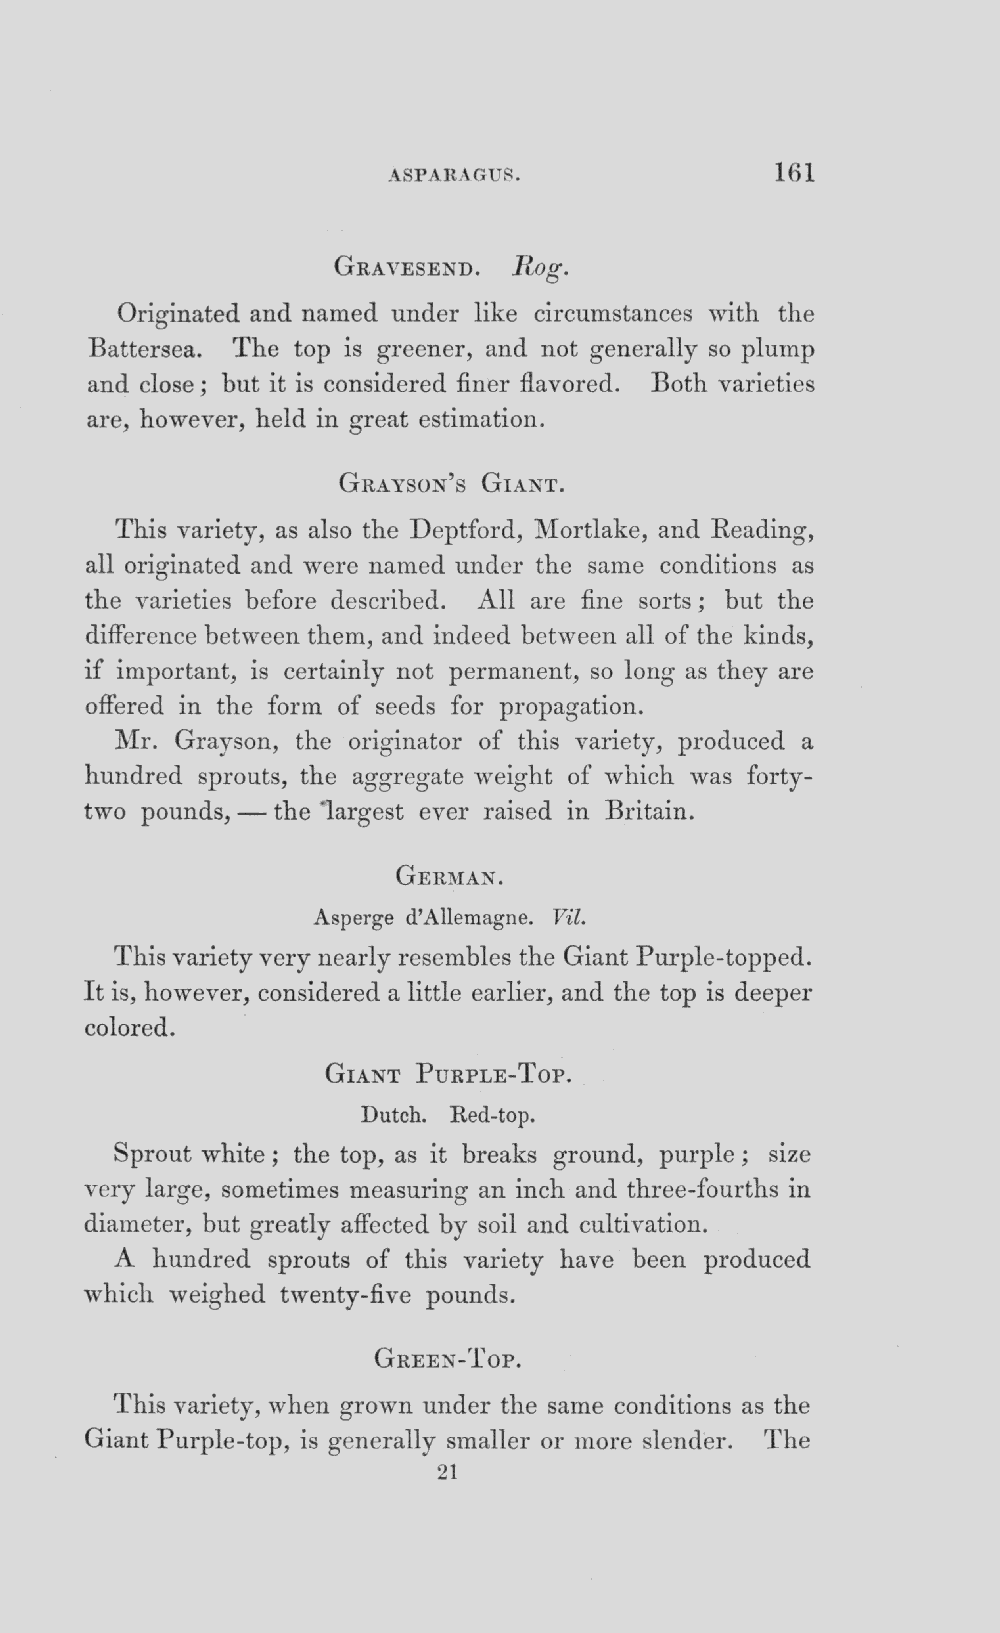 ASPARAGUS. 161
GRAVESEND. Rog.
Originated and named under like circumstances with the
Battersea. The top is greener, and not generally so plump
and close; but it is considered finer flavored. Both varieties
are, however, held in great estimation.
GRAYSON'S GIANT.
This variety, as also the Deptford, Mortlake, and Reading,
all originated and were named under the same conditions as
the varieties before described. All are fine sorts; but the
difference between them, and indeed between all of the kinds,
if important, is certainly not permanent, so long as they are
offered in the form of seeds for propagation.
Mr. Grayson, the originator of this variety, produced a
hundred sprouts, the aggregate weight of which was forty-
two pounds, — the largest ever raised in Britain.
GERMAN.
Asperge d'Allemagne. Vil.
This variety very nearly resembles the Giant Purple-topped.
It is, however, considered a little earlier, and the top is deeper
colored.
GIANT PURPLE-TOP.
Dutch. Red-top.
Sprout white; the top, as it breaks ground, purple; size
very large, sometimes measuring an inch and three-fourths in
diameter, but greatly affected by soil and cultivation.
A hundred sprouts of this variety have been produced
which weighed twenty-five pounds.
GREEN-TOP.
This variety, when grown under the same conditions as the
Giant Purple-top, is generally smaller or more slender. The
21